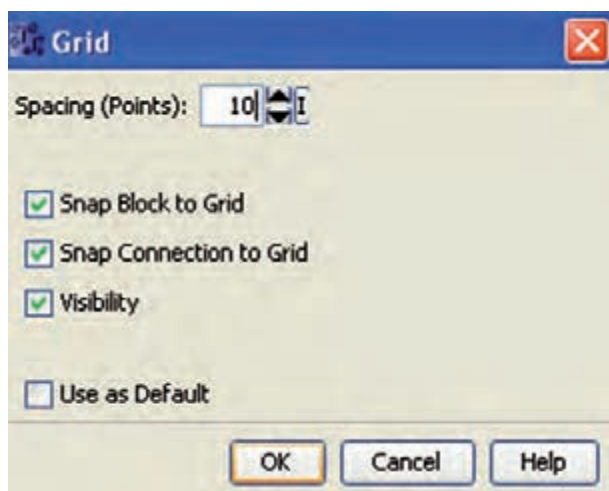 Grid
Spacing (Points): 10
Snap Block to Grid
Snap Connection to Grid
Visibility
Use as Default
OK Cancel Help